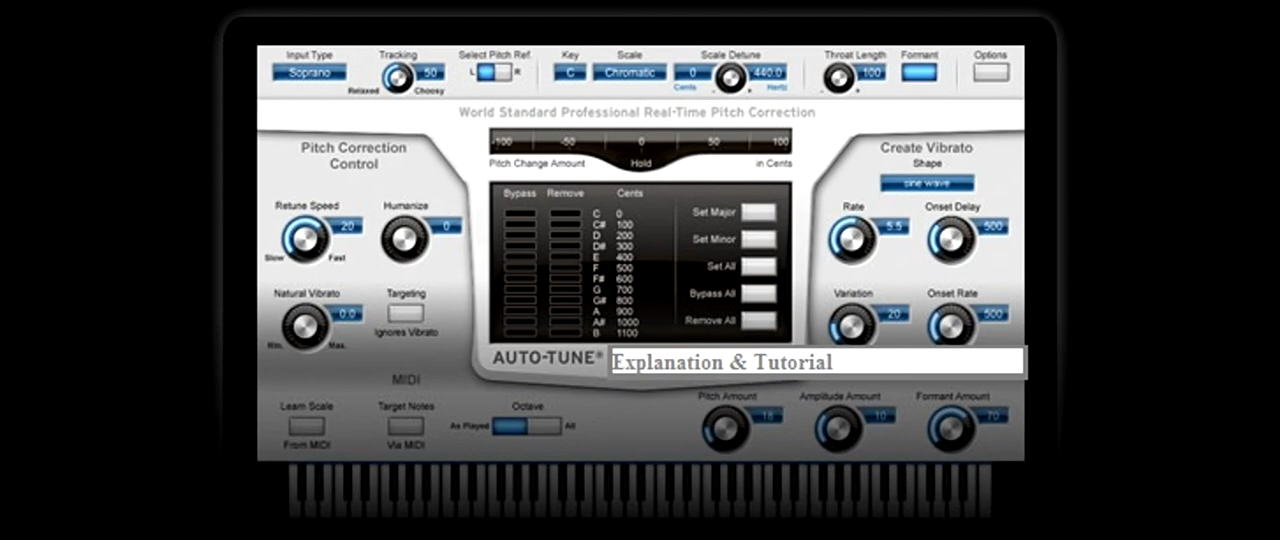 Input Type Tracking Select Pitch Ref. Key Scale Scale Detune Throat Length Formant Options
Soprano 50 L R C Chromatic 0 440.0 100
Relaxed Choosy Cents - + Hertz - +
World Standard Professional Real-Time Pitch Correction
-100 -50 0 50 100
Pitch Change Amount Hold in Cents
Pitch Correction
Control
Retune Speed Humanize
20 0
Slow Fast
Natural Vibrato Targeting
0.0
Min. Max. Ignores Vibrato
Bypass Remove Cents
C 0
C# 100
D 200
D# 300
E 400
F 500
F# 600
G 700
G# 800
A 900
A# 1000
B 1100
Set Major
Set Minor
Set All
Bypass All
Remove All
Create Vibrato
Shape
sine wave
Rate Onset Delay
5.5 500
Variation Onset Rate
20 500
AUTO-TUNE® Explanation & Tutorial
MIDI
Learn Scale Target Notes Octave
As Played All
From MIDI Via MIDI
Pitch Amount Amplitude Amount Formant Amount
18 10 70